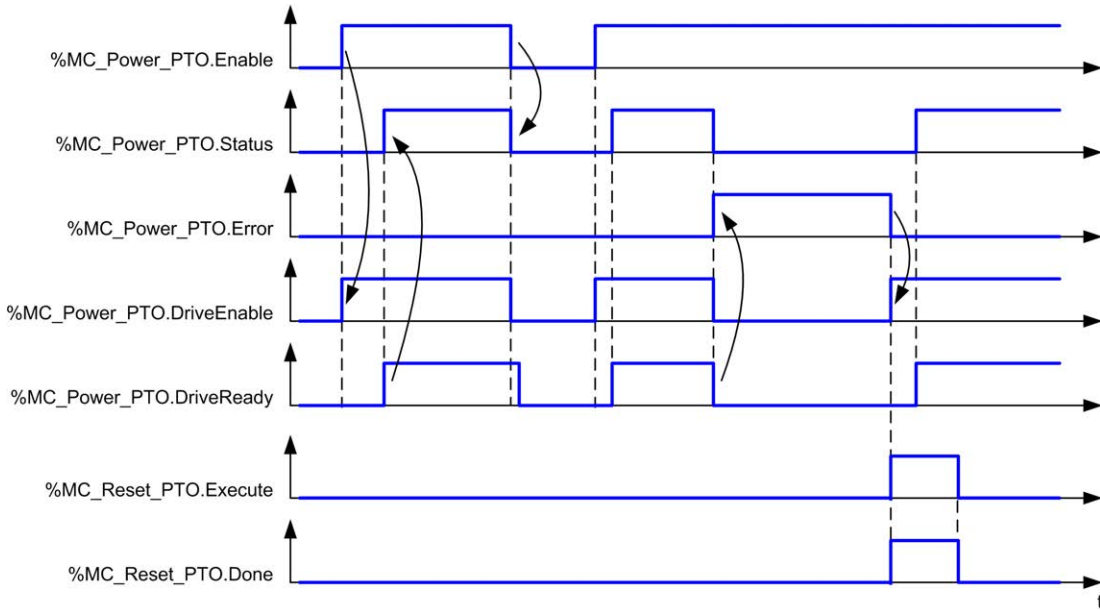 %MC_Power_PTO.Enable
%MC_Power_PTO.Status
%MC_Power_PTO.Error
%MC_Power_PTO.DriveEnable
%MC_Power_PTO.DriveReady
%MC_Reset_PTO.Execute
%MC_Reset_PTO.Done